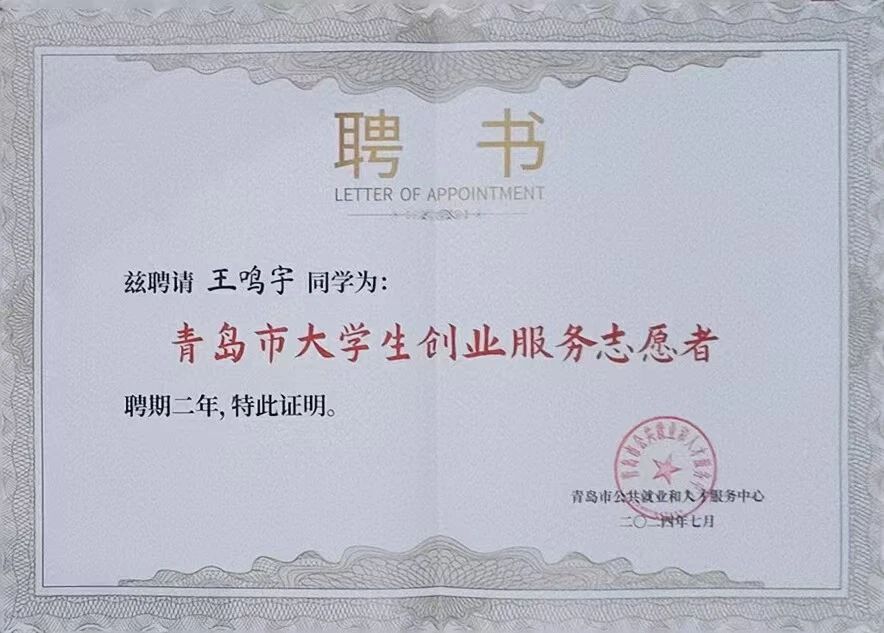 聘 书
LETTER OF APPOINTMENT
兹聘请 王鸣宇 同学为：
青岛市大学生创业服务志愿者
聘期二年，特此证明。
青岛市公共就业和人才服务中心
二〇二四年七月